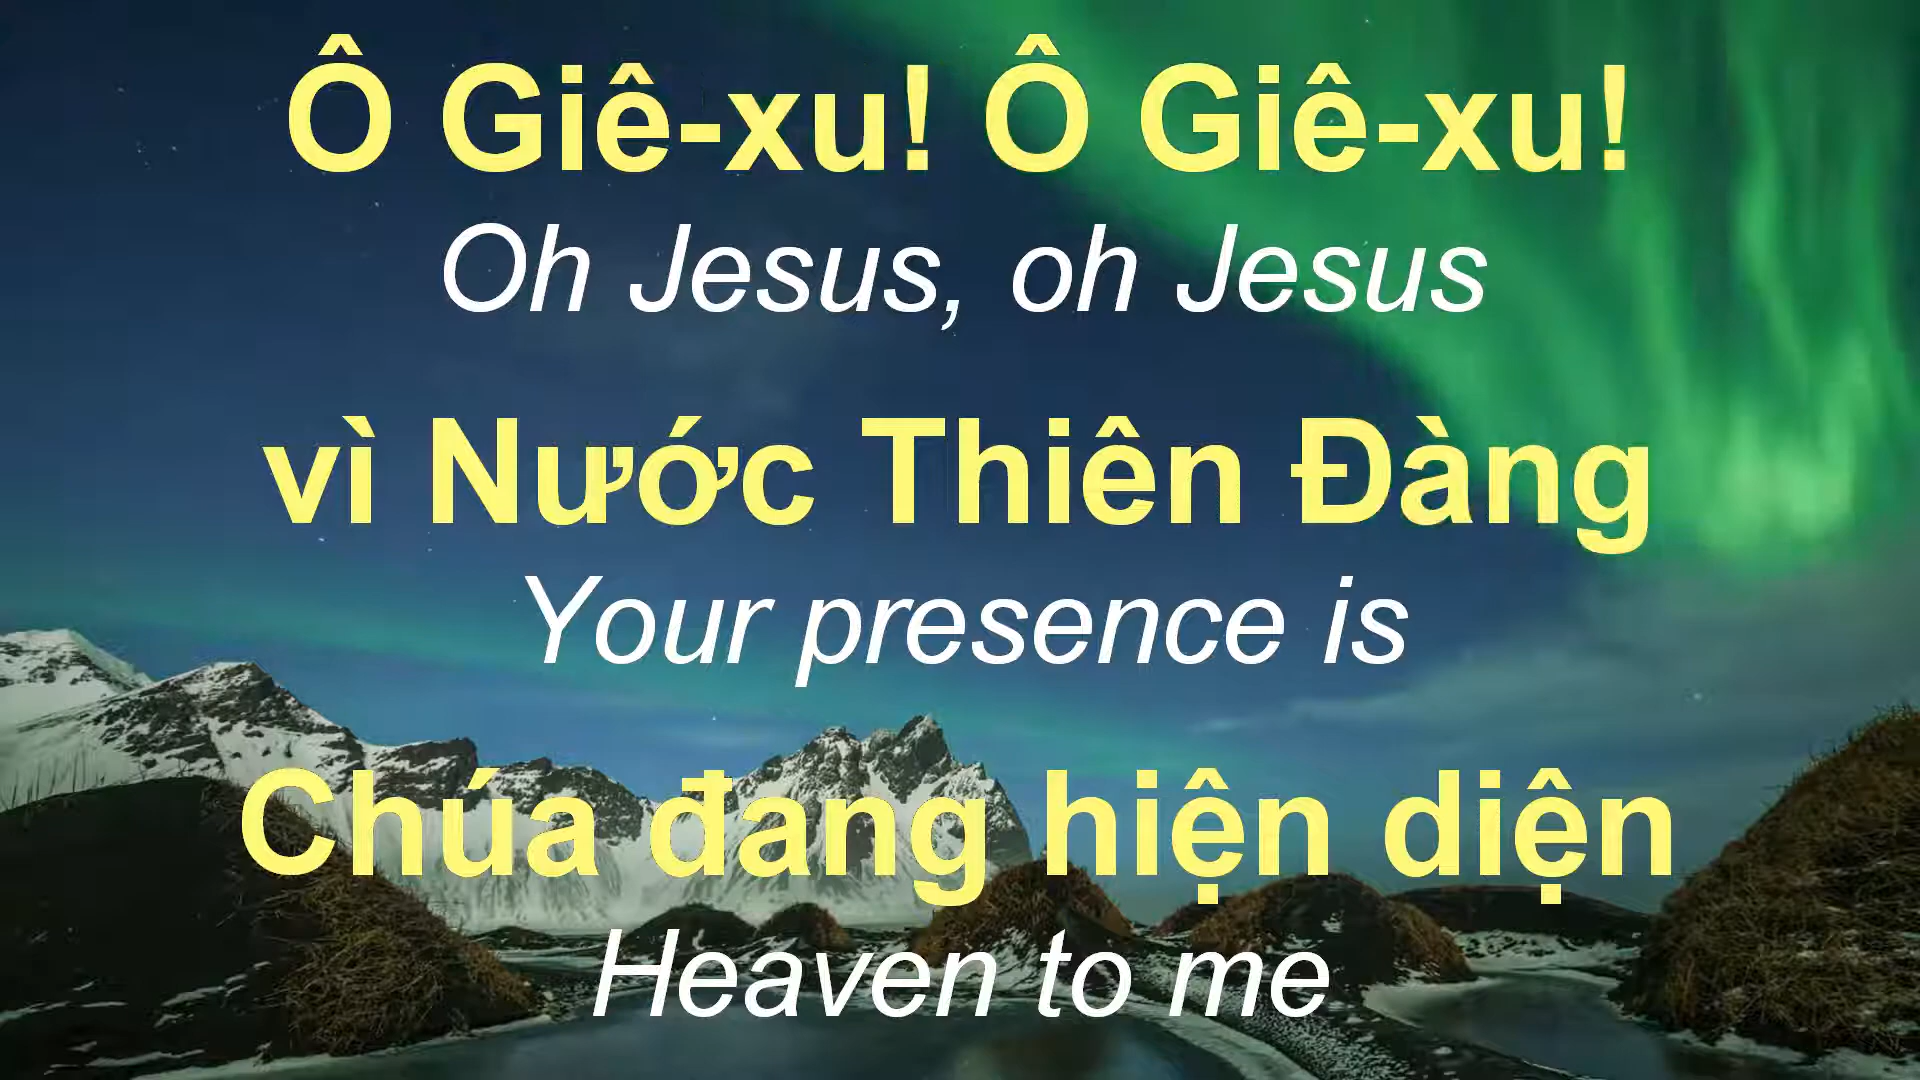 Ô Giê-xu! Ô Giê-xu!
Oh Jesus, oh Jesus
vì Nước Thiên Đàng
Your presence is
Chúa đang hiện diện
Heaven to me